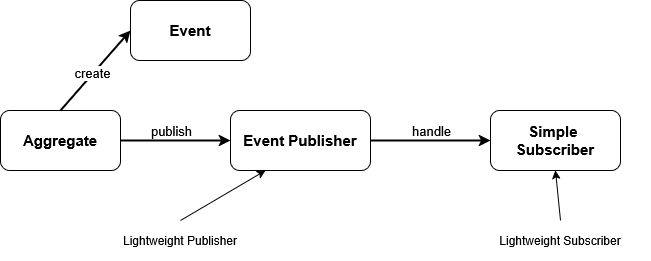 Event
create
Aggregate
publish
Event Publisher
handle
Simple
Subscriber
Lightweight Publisher
Lightweight Subscriber